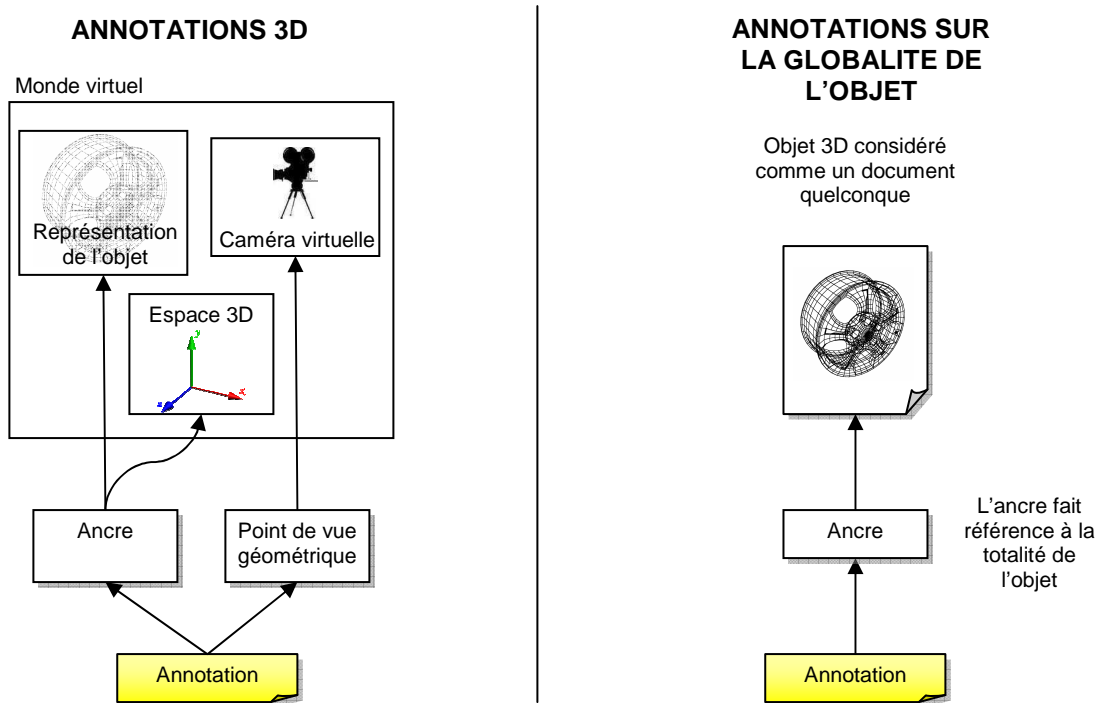 ANNOTATIONS 3D
Monde virtuel
Représentation
de l'objet
Caméra virtuelle
Espace 3D
y
x
z
Ancre
Point de vue
géométrique
Annotation
ANNOTATIONS SUR
LA GLOBALITE DE
L'OBJET
Objet 3D considéré
comme un document
quelconque
Ancre
L'ancre fait
référence à la
totalité de
l'objet
Annotation